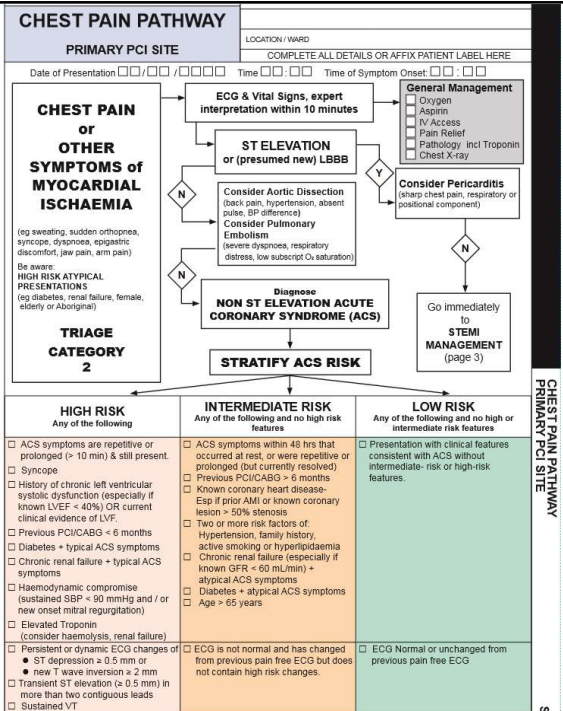 CHEST PAIN PATHWAY
PRIMARY PCI SITE
LOCATION / WARD
COMPLETE ALL DETAILS OR AFFIX PATIENT LABEL HERE
Date of Presentation □□/□□ /□□□□ Time □□:□□ Time of Symptom Onset: □□:□□
CHEST PAIN
or
OTHER
SYMPTOMS of
MYOCARDIAL
ISCHAEMIA
(eg sweating, sudden orthopnea,
syncope, dyspnoea, epigastric
discomfort, jaw pain, arm pain)
Be aware:
HIGH RISK ATYPICAL
PRESENTATIONS
(eg diabetes, renal failure, female,
elderly or Aboriginal)
TRIAGE
CATEGORY
2
ECG & Vital Signs, expert
interpretation within 10 minutes
General Management
□ Oxygen
□ Aspirin
□ IV Access
□ Pain Relief
□ Pathology incl Troponin
□ Chest X-ray
ST ELEVATION
or (presumed new) LBBB
N
Y
Consider Aortic Dissection
(back pain, hypertension, absent
pulse, BP difference)
Consider Pulmonary
Embolism
(severe dyspnoea, respiratory
distress, low subscript O₂ saturation)
Consider Pericarditis
(sharp chest pain, respiratory or
positional component)
N
N
Diagnose
NON ST ELEVATION ACUTE
CORONARY SYNDROME (ACS)
Go immediately
to
STEMI
MANAGEMENT
(page 3)
STRATIFY ACS RISK
HIGH RISK
Any of the following
□ ACS symptoms are repetitive or
prolonged (> 10 min) & still present.
□ Syncope
□ History of chronic left ventricular
systolic dysfunction (especially if
known LVEF < 40%) OR current
clinical evidence of LVF.
□ Previous PCI/CABG < 6 months
□ Diabetes + typical ACS symptoms
□ Chronic renal failure + typical ACS
symptoms
□ Haemodynamic compromise
(sustained SBP < 90 mmHg and / or
new onset mitral regurgitation)
□ Elevated Troponin
(consider haemolysis, renal failure)
□ Persistent or dynamic ECG changes of
● ST depression ≥ 0.5 mm or
● new T wave inversion ≥ 2 mm
□ Transient ST elevation (≥ 0.5 mm) in
more than two contiguous leads
□ Sustained VT
INTERMEDIATE RISK
Any of the following and no high risk
features
□ ACS symptoms within 48 hrs that
occurred at rest, or were repetitive or
prolonged (but currently resolved)
□ Previous PCI/CABG > 6 months
□ Known coronary heart disease-
Esp if prior AMI or known coronary
lesion > 50% stenosis
□ Two or more risk factors of:
Hypertension, family history,
active smoking or hyperlipidaemia
□ Chronic renal failure (especially if
known GFR < 60 mL/min) +
atypical ACS symptoms
□ Diabetes + atypical ACS symptoms
□ Age > 65 years
□ ECG is not normal and has changed
from previous pain free ECG but does
not contain high risk changes.
LOW RISK
Any of the following and no high or
intermediate risk features
□ Presentation with clinical features
consistent with ACS without
intermediate- risk or high-risk
features.
□ ECG Normal or unchanged from
previous pain free ECG
CHEST PAIN PATHWAY
PRIMARY PCI SITE